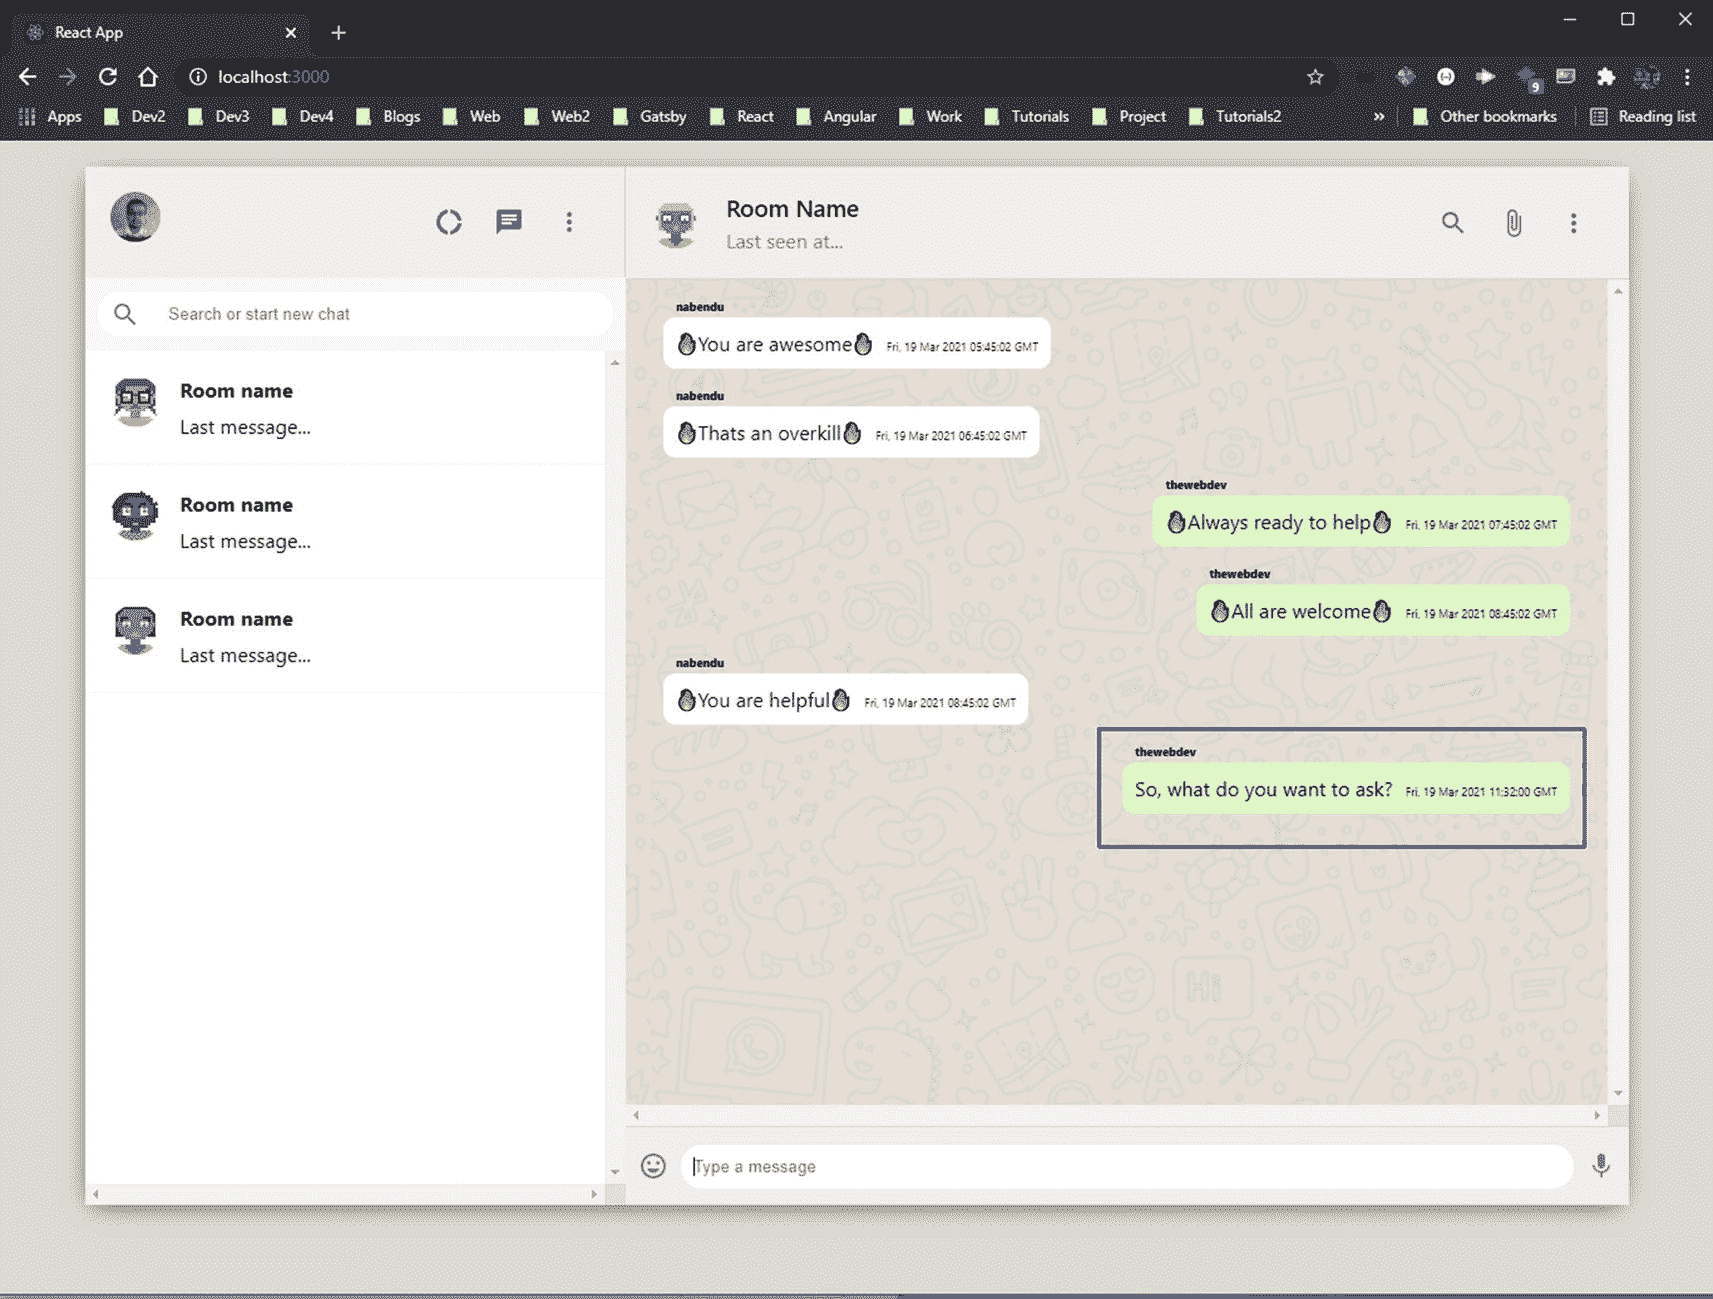 React App
localhost:3000
9
Apps Dev2 Dev3 Dev4 Blogs Web Web2 Gatsby React Angular Work Tutorials Project Tutorials2 » Other bookmarks Reading list
Room Name
Last seen at...
Search or start new chat
Room name
Last message...
Room name
Last message...
Room name
Last message...
nabendu
You are awesome Fri, 19 Mar 2021 05:45:02 GMT
nabendu
Thats an overkill Fri, 19 Mar 2021 06:45:02 GMT
thewebdev
Always ready to help Fri, 19 Mar 2021 07:45:02 GMT
thewebdev
All are welcome Fri, 19 Mar 2021 08:45:02 GMT
nabendu
You are helpful Fri, 19 Mar 2021 08:45:02 GMT
thewebdev
So, what do you want to ask? Fri, 19 Mar 2021 11:32:00 GMT
Hi
Type a message